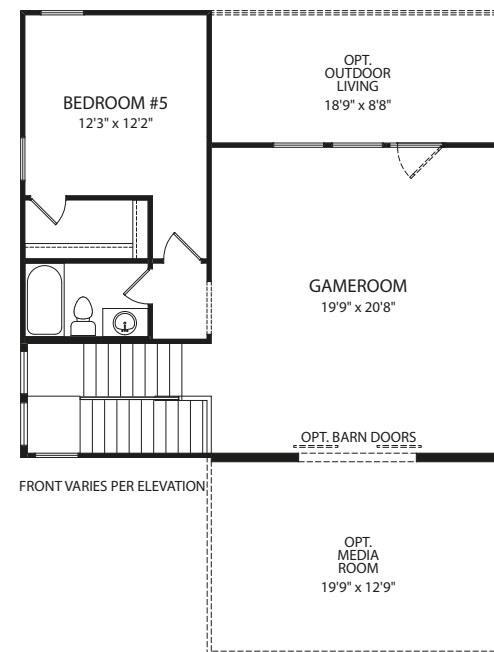 OPT.
OUTDOOR
LIVING
18'9" x 8'8"
BEDROOM #5
12'3" x 12'2"
GAMEROOM
19'9" x 20'8"
OPT. BARN DOORS
FRONT VARIES PER ELEVATION
OPT.
MEDIA
ROOM
19'9" x 12'9"